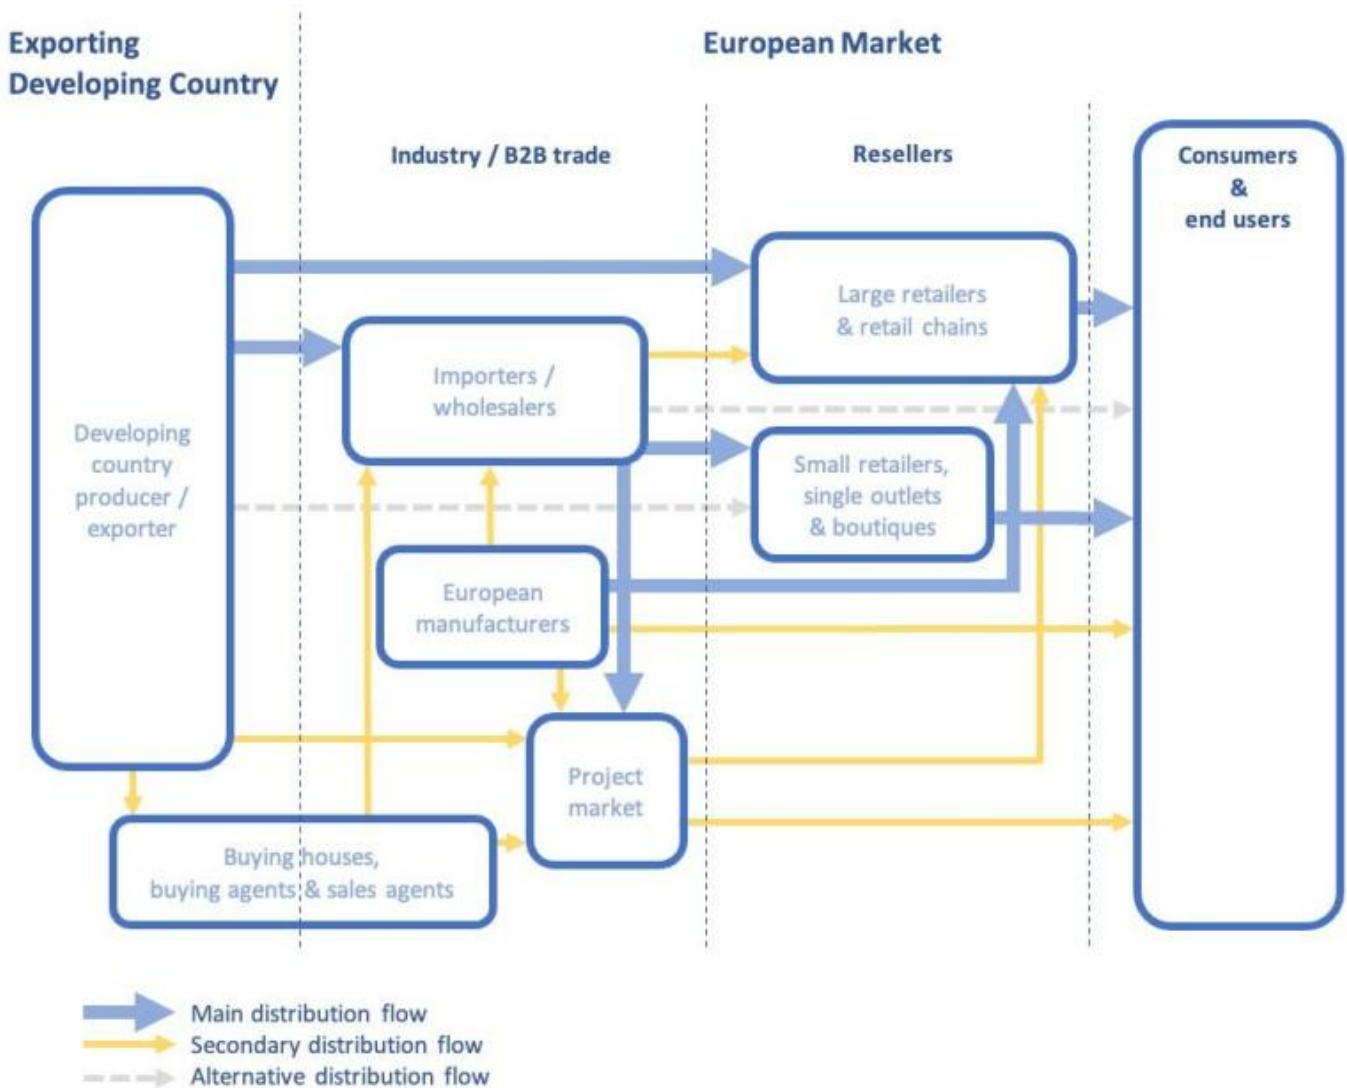 Exporting
Developing Country
European Market
Industry / B2B trade
Resellers
Consumers
&
end users
Large retailers
& retail chains
Importers /
wholesalers
Developing
country
producer /
exporter
Small retailers,
single outlets
& boutiques
European
manufacturers
Project
market
Buying houses,
buying agents & sales agents
Main distribution flow
Secondary distribution flow
Alternative distribution flow